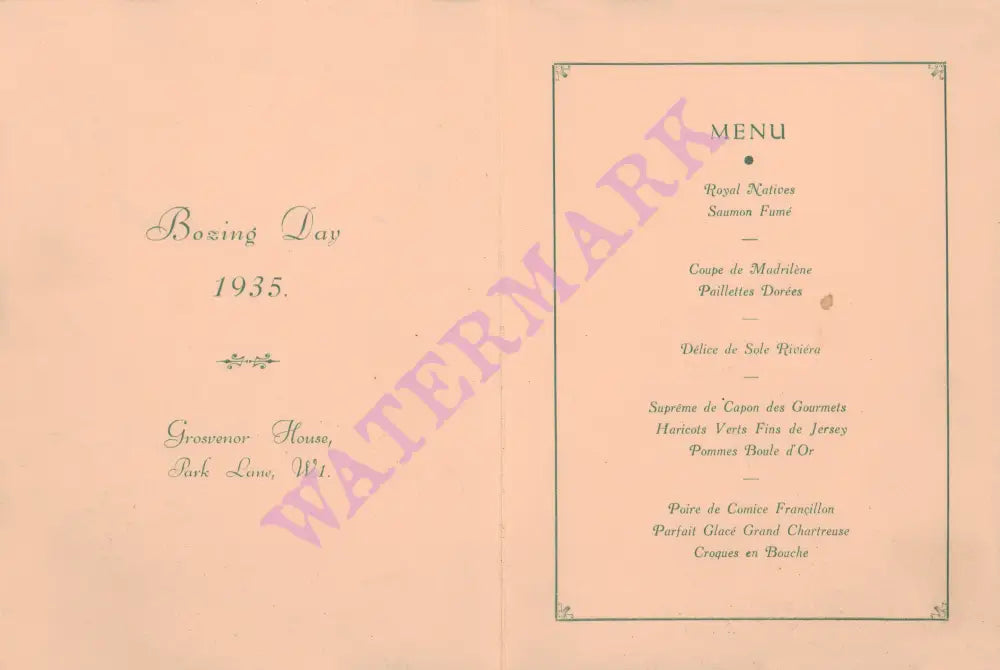 Boxing Day
1935.
Grosvenor House,
Park Lane, W1.
MENU
Royal Natives
Saumon Fumé
Coupe de Madrilène
Paillettes Dorées
Délice de Sole Riviéra
Suprême de Capon des Gourmets
Haricots Verts Fins de Jersey
Pommes Boule d'Or
Poire de Comice Françillon
Parfait Glacé Grand Chartreuse
Croques en Bouche
WATERMARK